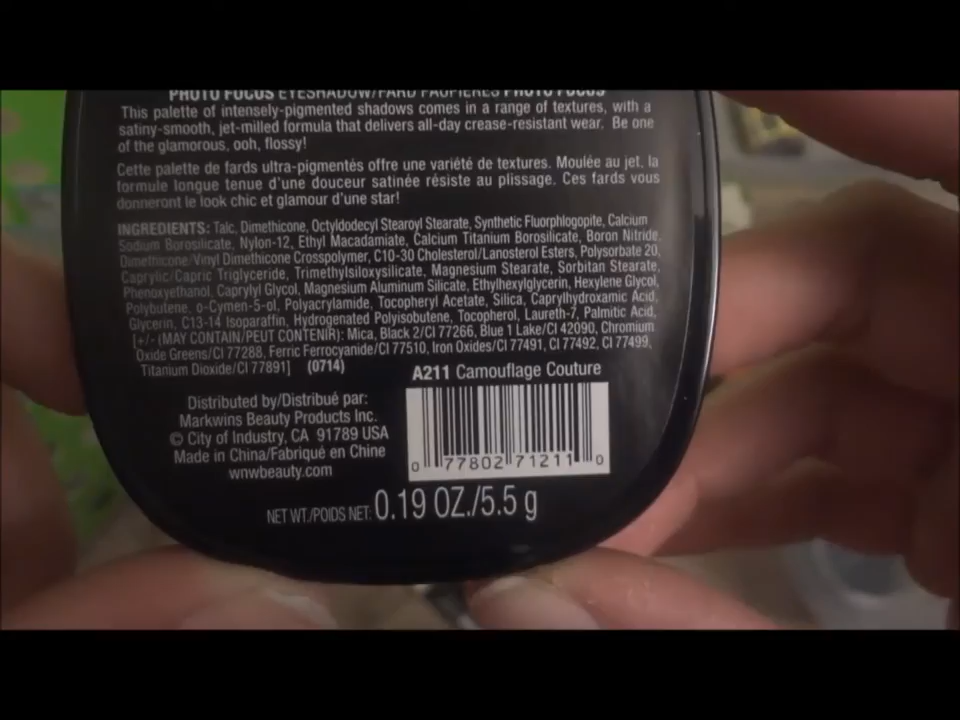 PHOTO FOCUS EYESHADOW/FARD PAUPIERES PHOTO FOCUS
This palette of intensely-pigmented shadows comes in a range of textures, with a
satiny-smooth, jet-milled formula that delivers all-day crease-resistant wear. Be one
of the glamorous, ooh, flossy!
Cette palette de fards ultra-pigmentés offre une variété de textures. Moulée au jet, la
formule longue tenue d'une douceur satinée résiste au plissage. Ces fards vous
donneront le look chic et glamour d'une star!
INGREDIENTS: Talc, Dimethicone, Octyldodecyl Stearoyl Stearate, Synthetic Fluorphlogopite, Calcium
Sodium Borosilicate, Nylon-12, Ethyl Macadamiate, Calcium Titanium Borosilicate, Boron Nitride,
Dimethicone/Vinyl Dimethicone Crosspolymer, C10-30 Cholesterol/Lanosterol Esters, Polysorbate 20,
Caprylic/Capric Triglyceride, Trimethylsiloxysilicate, Magnesium Stearate, Sorbitan Stearate,
Phenoxyethanol, Caprylyl Glycol, Magnesium Aluminum Silicate, Ethylhexylglycerin, Hexylene Glycol,
Polybutene, o-Cymen-5-ol, Polyacrylamide, Tocopheryl Acetate, Silica, Caprylhydroxamic Acid,
Glycerin, C13-14 Isoparaffin, Hydrogenated Polyisobutene, Tocopherol, Laureth-7, Palmitic Acid,
[+/- (MAY CONTAIN/PEUT CONTENIR): Mica, Black 2/CI 77266, Blue 1 Lake/CI 42090, Chromium
Oxide Greens/CI 77288, Ferric Ferrocyanide/CI 77510, Iron Oxides/CI 77491, CI 77492, CI 77499,
Titanium Dioxide/CI 77891] (0714)
A211 Camouflage Couture
Distributed by/Distribué par:
Markwins Beauty Products Inc.
© City of Industry, CA 91789 USA
Made in China/Fabriqué en Chine
wnwbeauty.com
0 77802 71211 0
NET WT./POIDS NET: 0.19 OZ./5.5 g